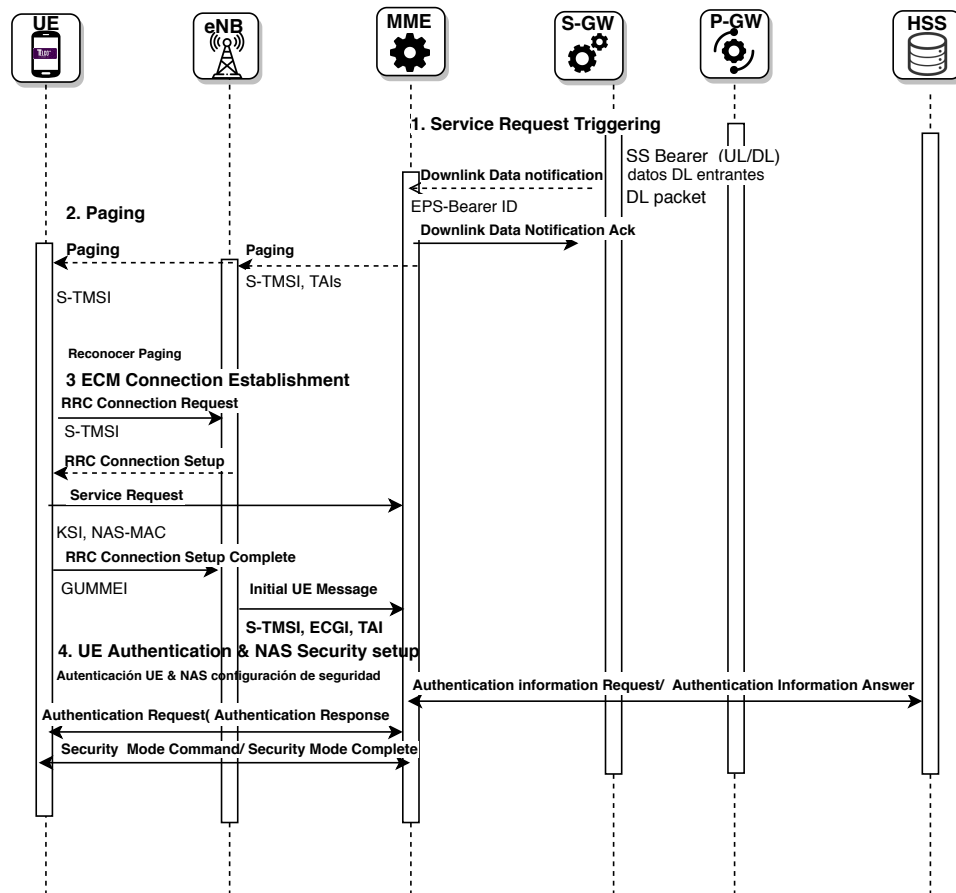 UE
eNB
MME
S-GW
P-GW
HSS
1. Service Request Triggering
SS Bearer (UL/DL)
Downlink Data notification
datos DL entrantes
EPS-Bearer ID
DL packet
2. Paging
Downlink Data Notification Ack
Paging
Paging
S-TMSI, TAIs
S-TMSI
Reconocer Paging
3 ECM Connection Establishment
RRC Connection Request
S-TMSI
RRC Connection Setup
Service Request
KSI, NAS-MAC
RRC Connection Setup Complete
GUMMEI
Initial UE Message
S-TMSI, ECGI, TAI
4. UE Authentication & NAS Security setup
Autenticación UE & NAS configuración de seguridad
Authentication information Request/ Authentication Information Answer
Authentication Request( Authentication Response
Security Mode Command/ Security Mode Complete